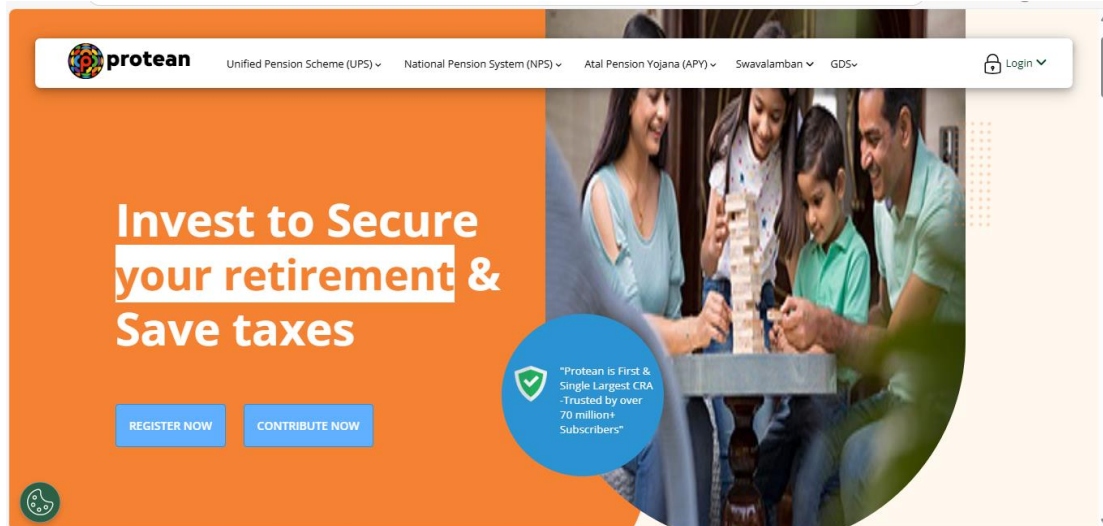 protean
Unified Pension Scheme (UPS)
National Pension System (NPS)
Atal Pension Yojana (APY)
Swavalamban
GDS
Login
Invest to Secure
your retirement &
Save taxes
REGISTER NOW
CONTRIBUTE NOW
"Protean is First &
Single Largest CRA
-Trusted by over
70 million+
Subscribers"